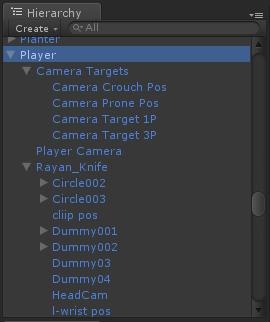 Hierarchy
Create All
Planter
Player
Camera Targets
Camera Crouch Pos
Camera Prone Pos
Camera Target 1P
Camera Target 3P
Player Camera
Rayan_Knife
Circle002
Circle003
cliip pos
Dummy001
Dummy002
Dummy03
Dummy04
HeadCam
l-wrist pos